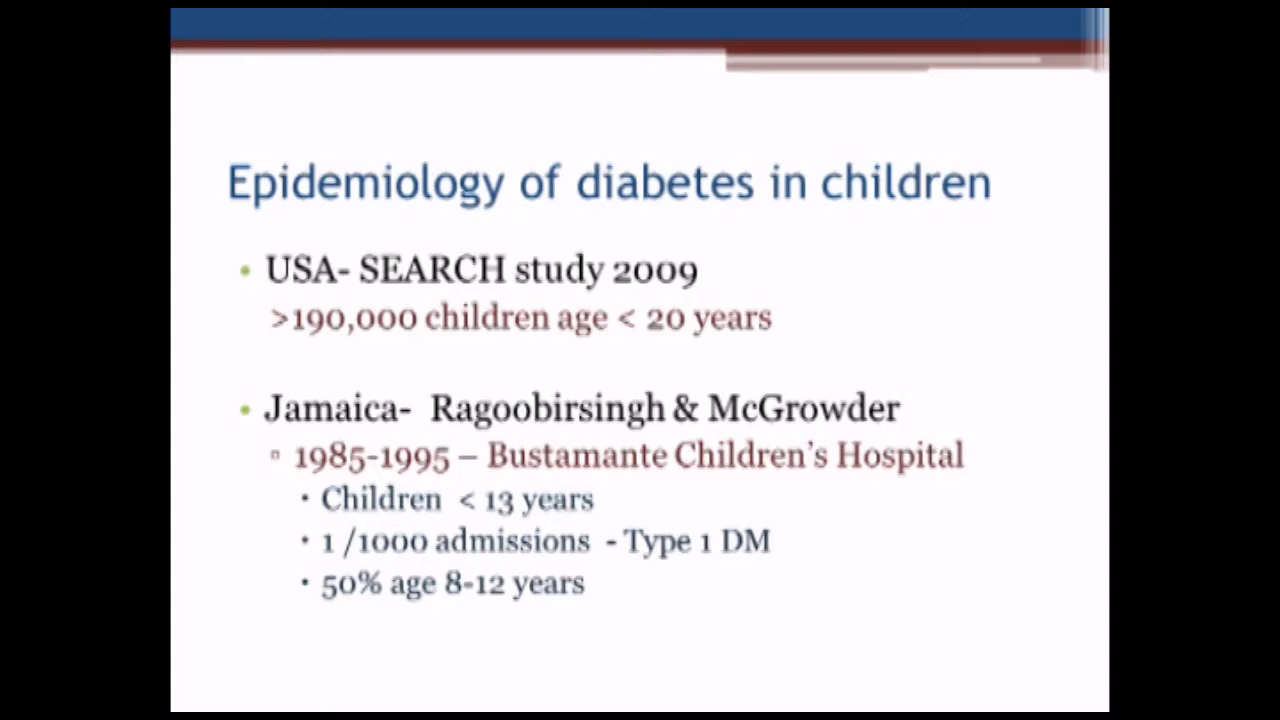 Epidemiology of diabetes in children
• USA- SEARCH study 2009
>190,000 children age < 20 years
• Jamaica- Ragoobirsingh & McGrowder
▫ 1985-1995 – Bustamante Children's Hospital
• Children < 13 years
• 1 /1000 admissions - Type 1 DM
• 50% age 8-12 years